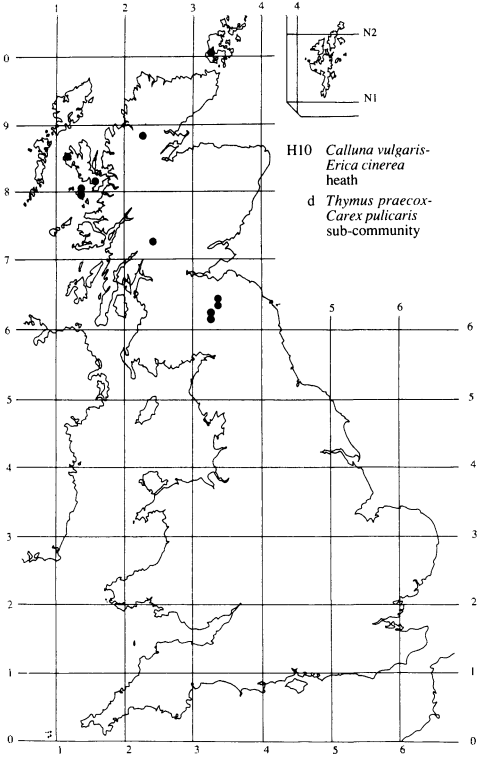 1 2 3 4 4
N2
0
N1
9
H10 Calluna vulgaris-
Erica cinerea
heath
d Thymus praecox-
Carex pulicaris
sub-community
8
7
5 6
6 6
5 5
4 4
3 3
2 2
1 1
0 0
1 2 3 4 5 6